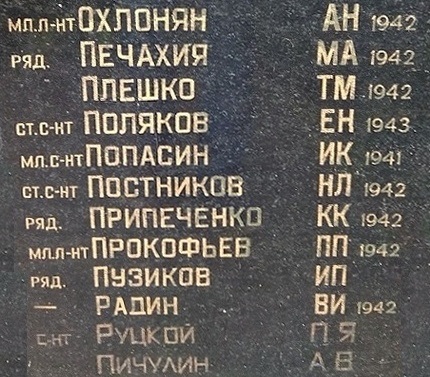 МЛ.Л-НТ ОХЛОНЯН АН 1942
РЯД. ПЕЧАХИЯ МА 1942
ПЛЕШКО ТМ 1942
СТ.С-НТ ПОЛЯКОВ ЕН 1943
МЛ.С-НТ ПОПАСИН ИК 1941
СТ.С-НТ ПОСТНИКОВ НЛ 1942
РЯД. ПРИПЕЧЕНКО КК 1942
МЛ.Л-НТ ПРОКОФЬЕВ ПП 1942
РЯД. ПУЗИКОВ ИП
— РАДИН ВИ 1942
С-НТ РУЦКОЙ П Я
ПИЧУЛИН А В